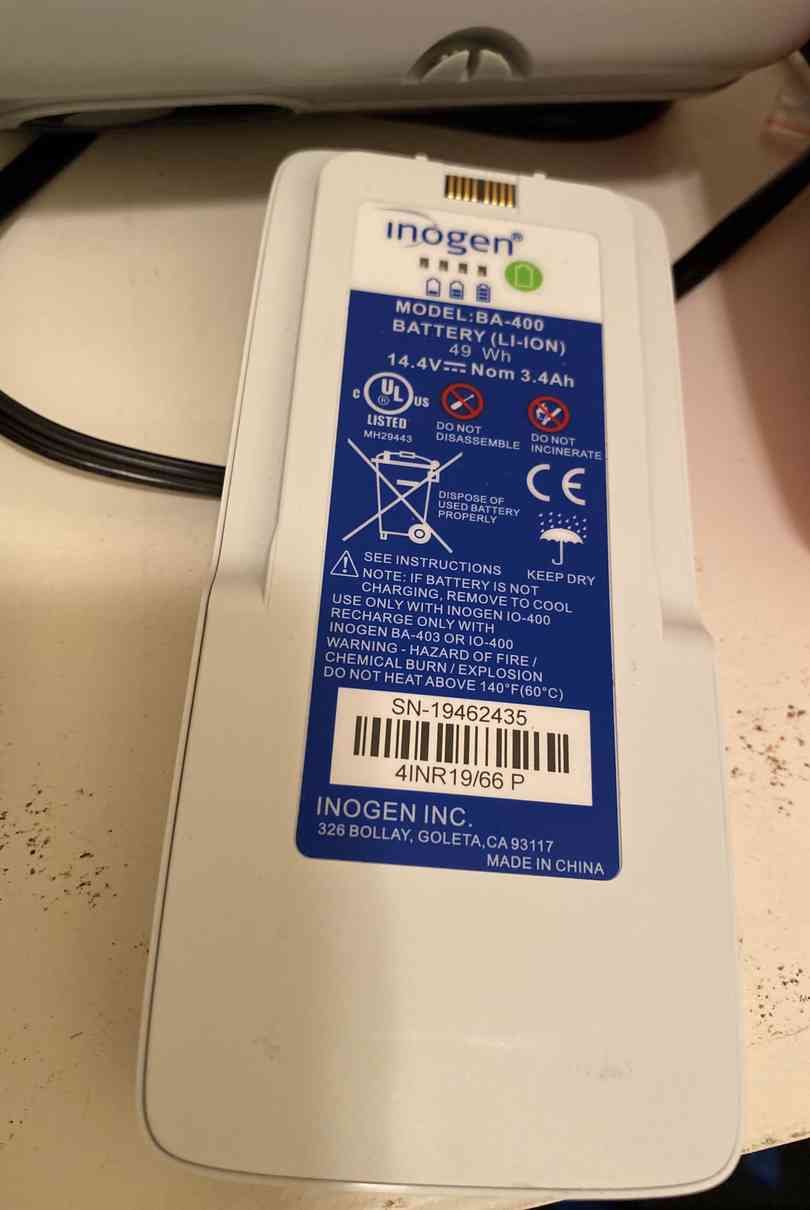 inogen®
MODEL:BA-400
BATTERY (LI-ION)
49 Wh
14.4V⎓ Nom 3.4Ah
C UL ® US
LISTED
MH29443
DO NOT
DISASSEMBLE
DO NOT
INCINERATE
DISPOSE OF
USED BATTERY
PROPERLY
CE
KEEP DRY
SEE INSTRUCTIONS
NOTE: IF BATTERY IS NOT
CHARGING, REMOVE TO COOL
USE ONLY WITH INOGEN IO-400
RECHARGE ONLY WITH
INOGEN BA-403 OR IO-400
WARNING - HAZARD OF FIRE /
CHEMICAL BURN / EXPLOSION
DO NOT HEAT ABOVE 140°F(60°C)
SN-19462435
4INR19/66 P
INOGEN INC.
326 BOLLAY, GOLETA,CA 93117
MADE IN CHINA